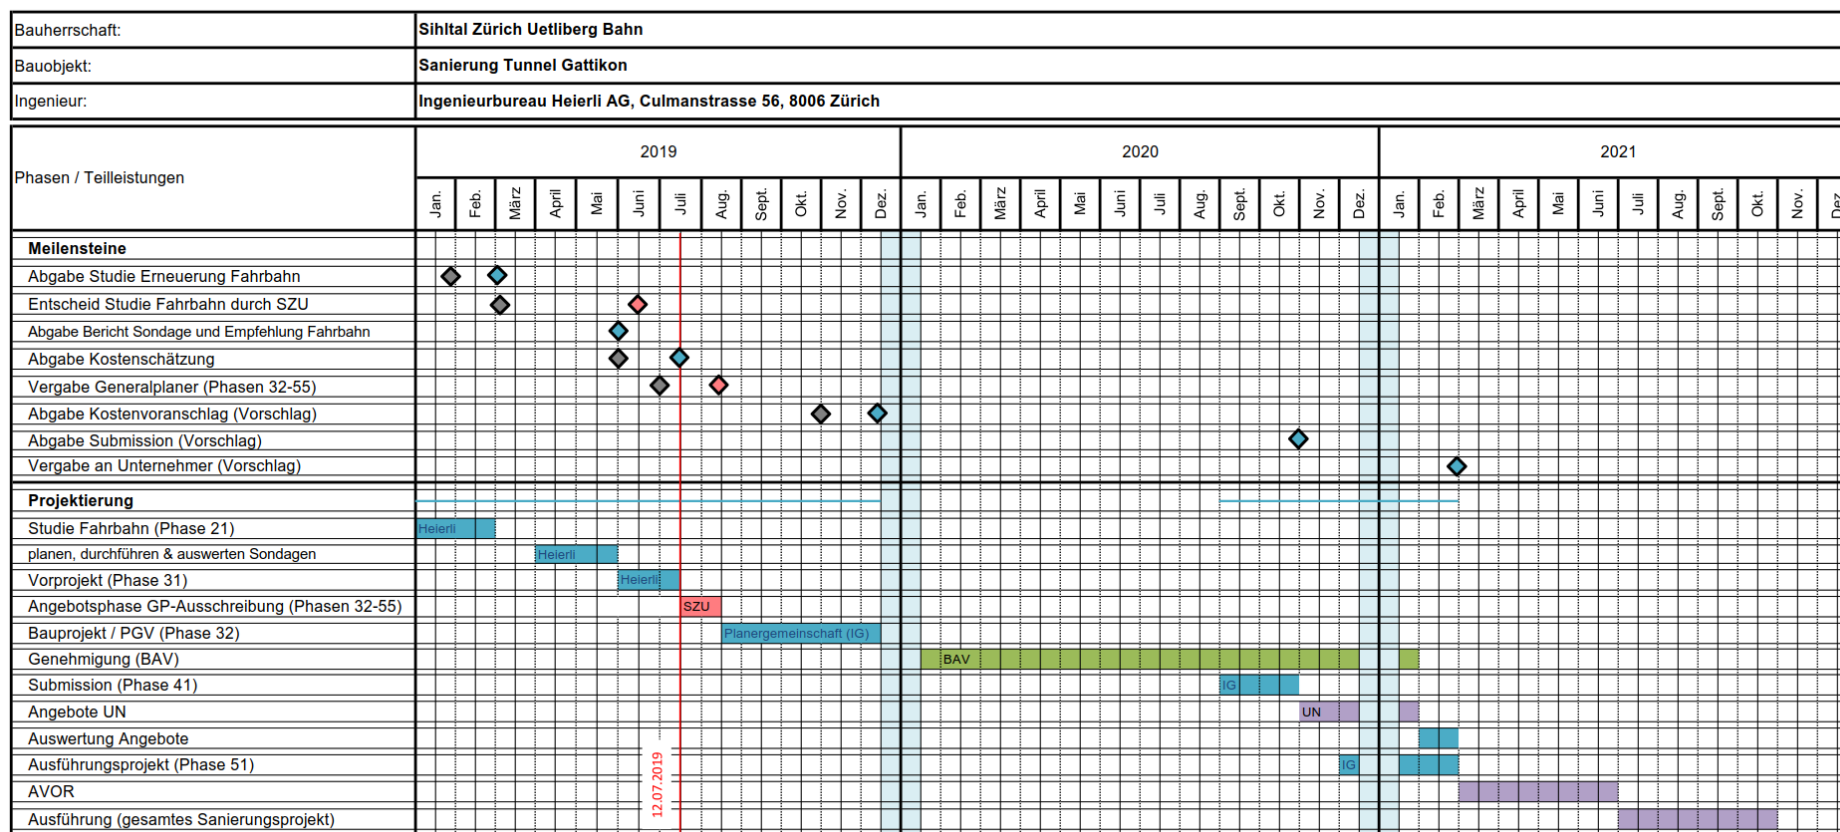 Bauherrschaft: Sihltal Zürich Uetliberg Bahn
Bauobjekt: Sanierung Tunnel Gattikon
Ingenieur: Ingenieurbureau Heierli AG, Culmanstrasse 56, 8006 Zürich
Phasen / Teilleistungen 2019 2020 2021
Jan. Feb. März April Mai Juni Juli Aug. Sept. Okt. Nov. Dez. Jan. Feb. März April Mai Juni Juli Aug. Sept. Okt. Nov. Dez. Jan. Feb. März April Mai Juni Juli Aug. Sept. Okt. Nov. Dez
Meilensteine
Abgabe Studie Erneuerung Fahrbahn
Entscheid Studie Fahrbahn durch SZU
Abgabe Bericht Sondage und Empfehlung Fahrbahn
Abgabe Kostenschätzung
Vergabe Generalplaner (Phasen 32-55)
Abgabe Kostenvoranschlag (Vorschlag)
Abgabe Submission (Vorschlag)
Vergabe an Unternehmer (Vorschlag)
Projektierung
Studie Fahrbahn (Phase 21) Heierli
planen, durchführen & auswerten Sondagen Heierli
Vorprojekt (Phase 31) Heierli
Angebotsphase GP-Ausschreibung (Phasen 32-55) SZU
Bauprojekt / PGV (Phase 32) Planergemeinschaft (IG)
Genehmigung (BAV) BAV
Submission (Phase 41) IG
Angebote UN UN
Auswertung Angebote
Ausführungsprojekt (Phase 51) IG
AVOR
Ausführung (gesamtes Sanierungsprojekt)
12.07.2019